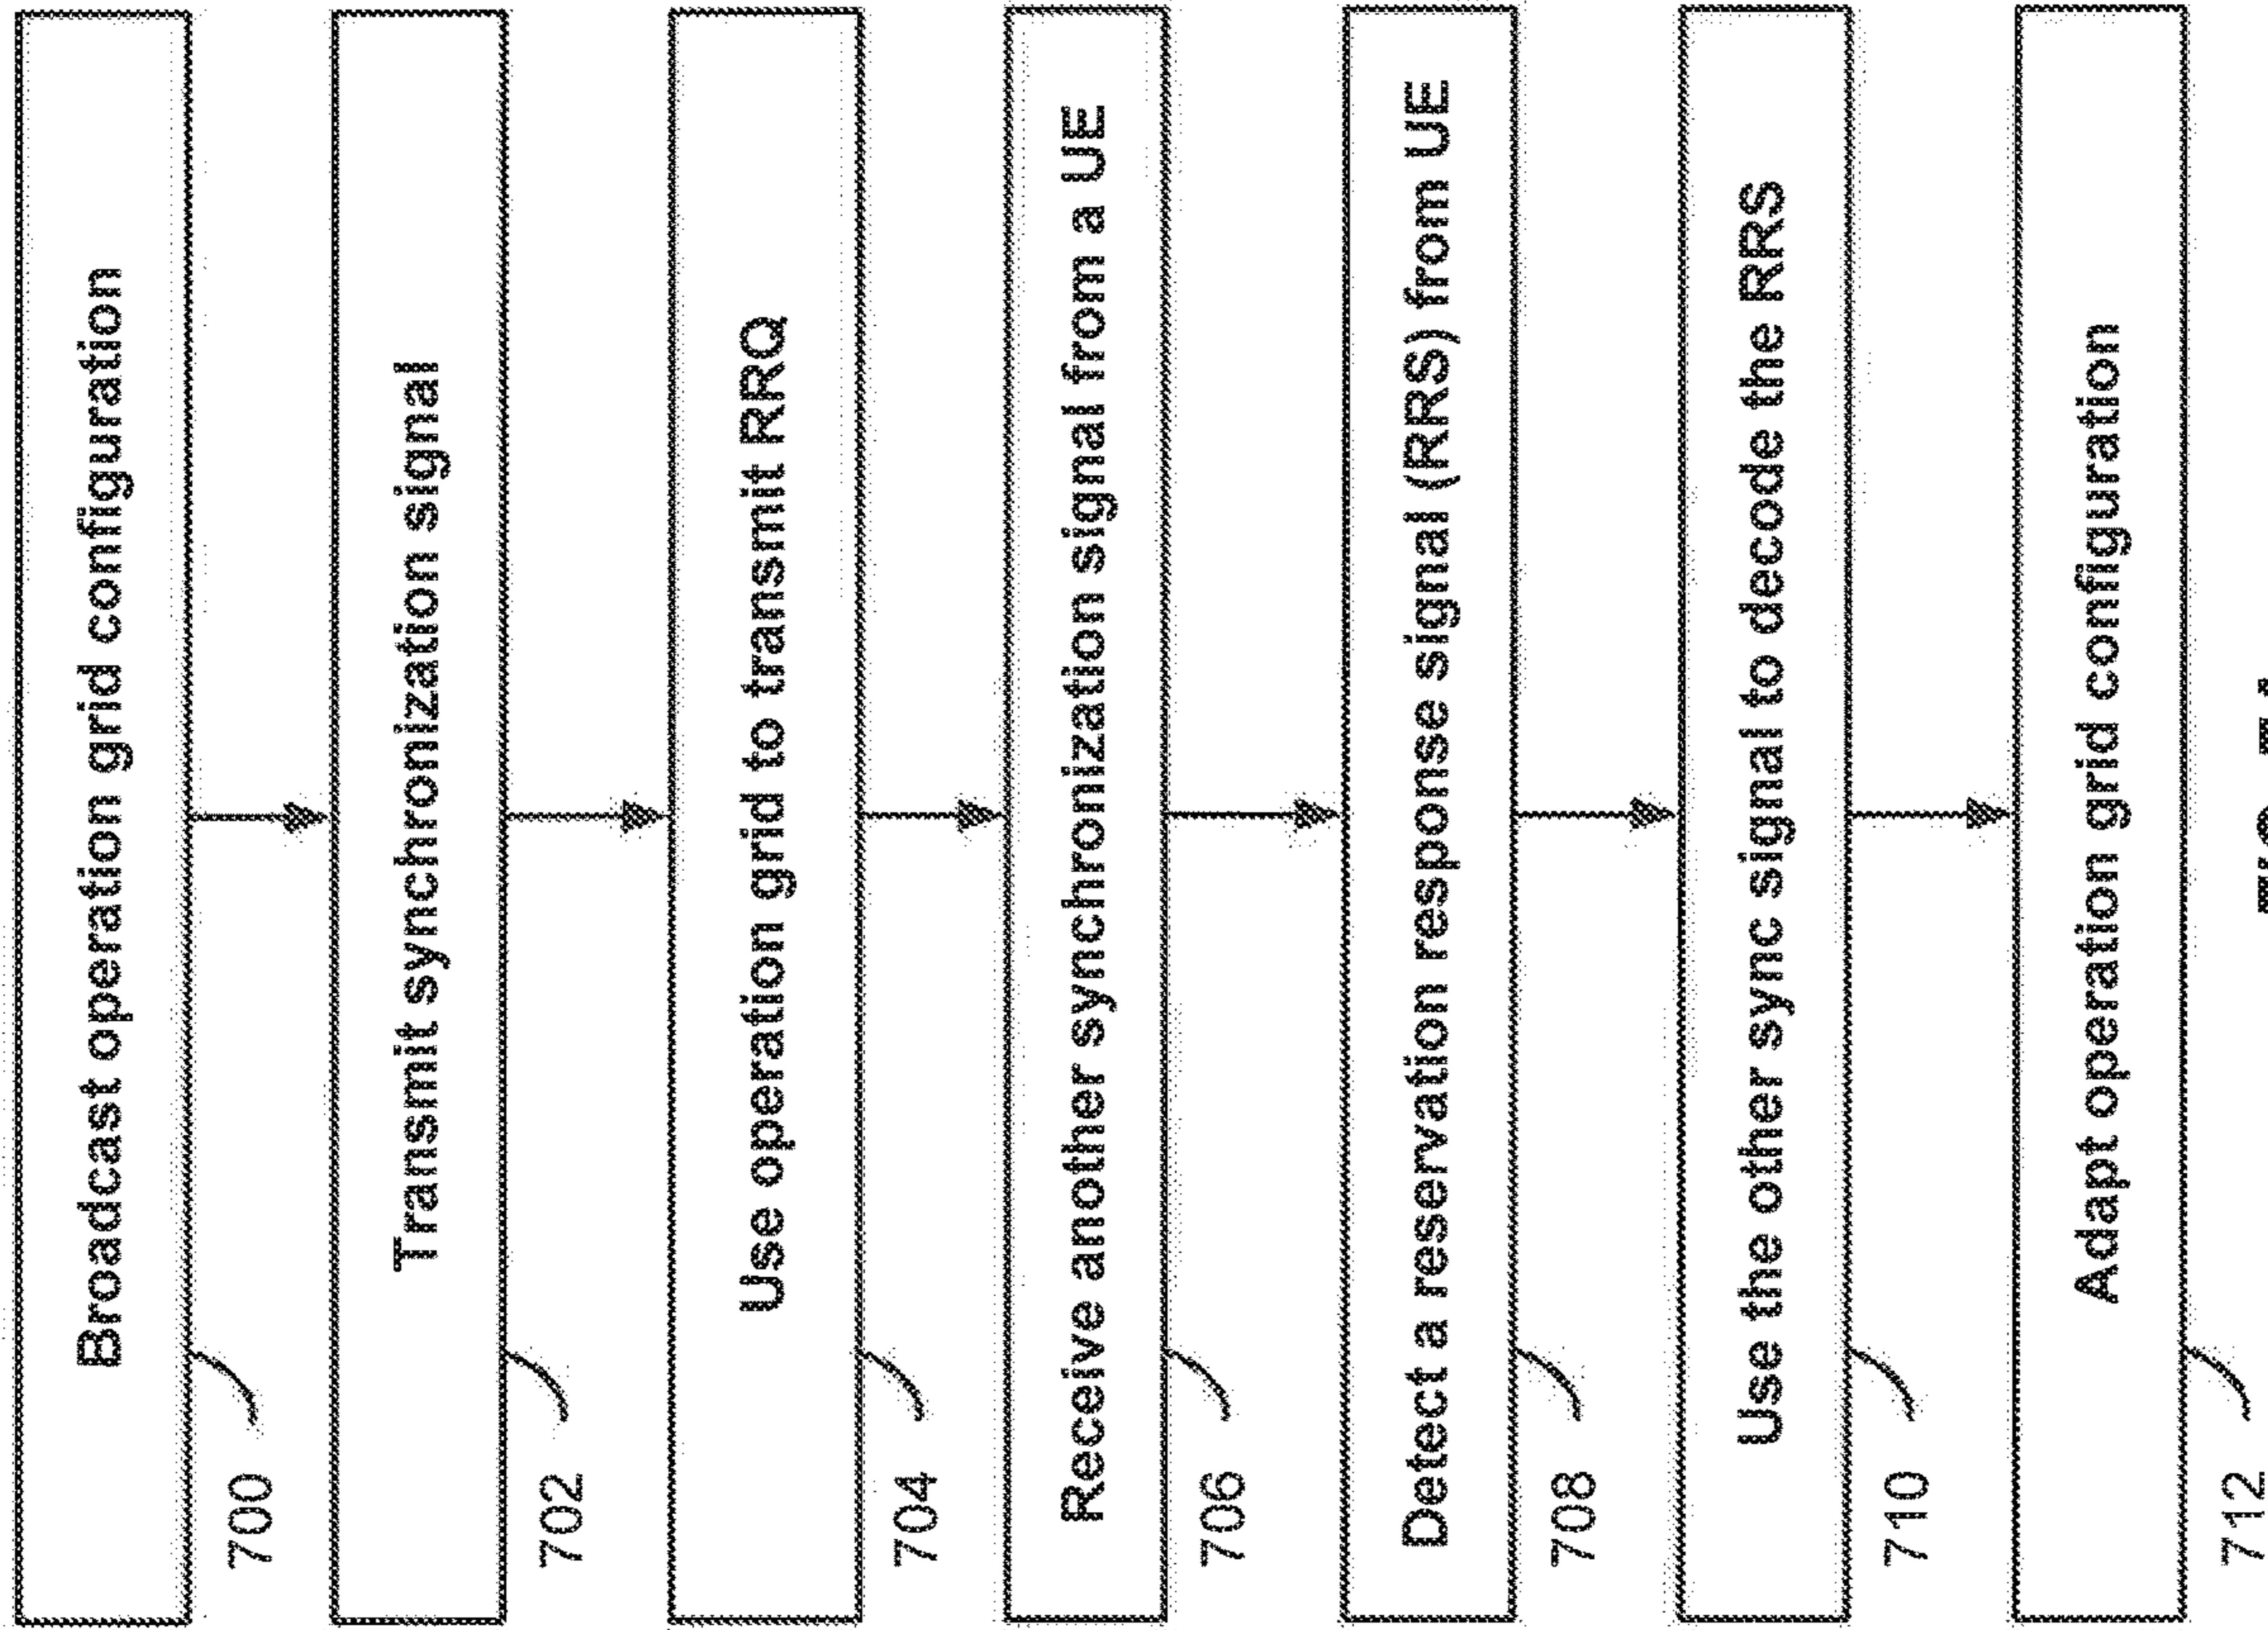 Broadcast operation grid configuration
700
Transmit synchronization signal
702
Use operation grid to transmit RRQ
704
Receive another synchronization signal from a UE
706
Detect a reservation response signal (RRS) from UE
708
Use the other sync signal to decode the RRS
710
Adapt operation grid configuration
712